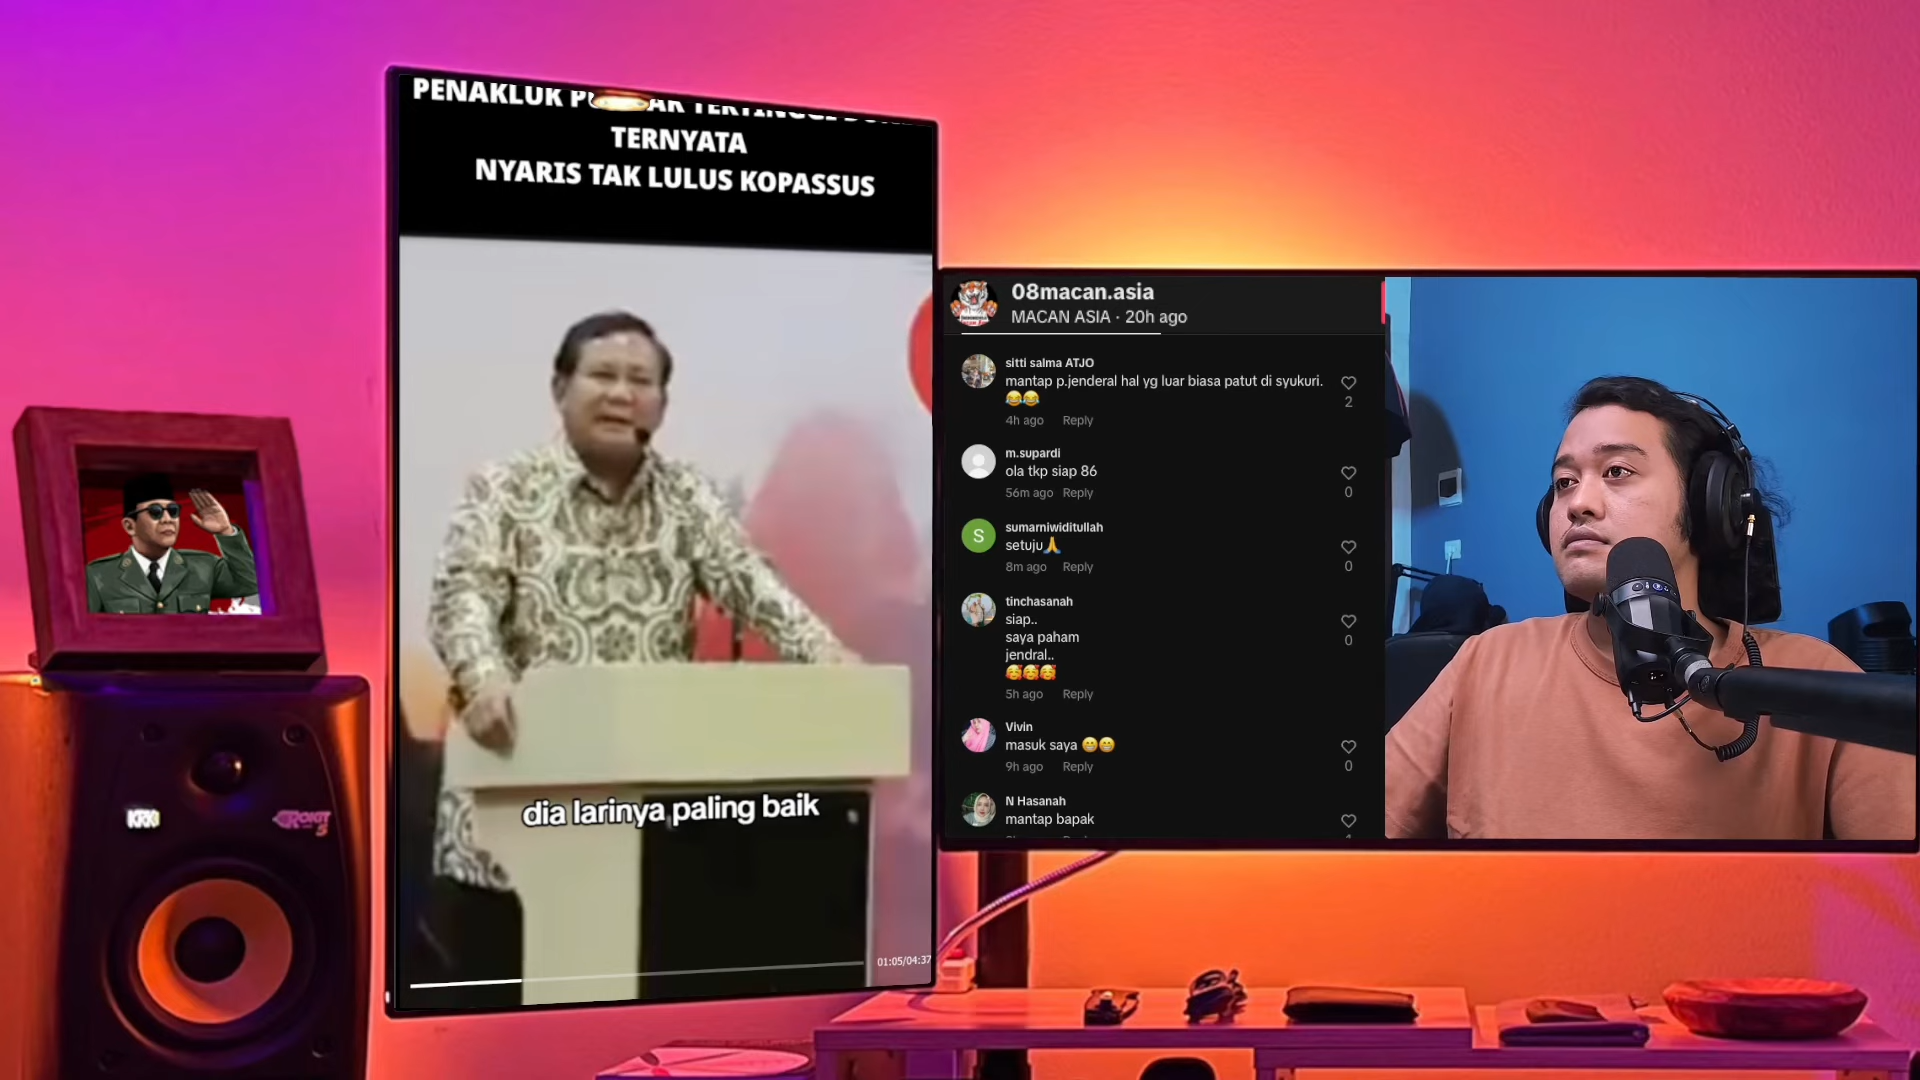 PENAKLUK
TERNYATA
NYARIS TAK LULUS KOPASSUS
dia larinya paling baik
01:05/04:37
08macan.asia
MACAN ASIA · 20h ago
sitti salma ATJO
mantap p.jenderal hal yg luar biasa patut di syukuri.
😂😂
2
4h ago Reply
m.supardi
ola tkp siap 86
0
56m ago Reply
sumarniwiditullah
setuju🙏
0
8m ago Reply
tinchasanah
siap..
saya paham
0
jendral..
🥰🥰🥰
5h ago Reply
Vivin
masuk saya 😁😁
0
9h ago Reply
N Hasanah
mantap bapak
KRK
ROKIT 5